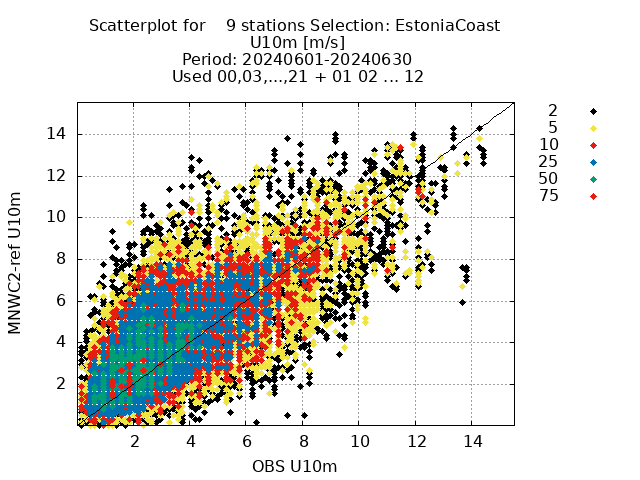 Scatterplot for 9 stations Selection: EstoniaCoast
U10m [m/s]
Period: 20240601-20240630
Used 00,03,...,21 + 01 02 ... 12
2
5
10
25
50
75
14
12
10
8
6
4
2
MNWC2-ref U10m
2 4 6 8 10 12 14
OBS U10m